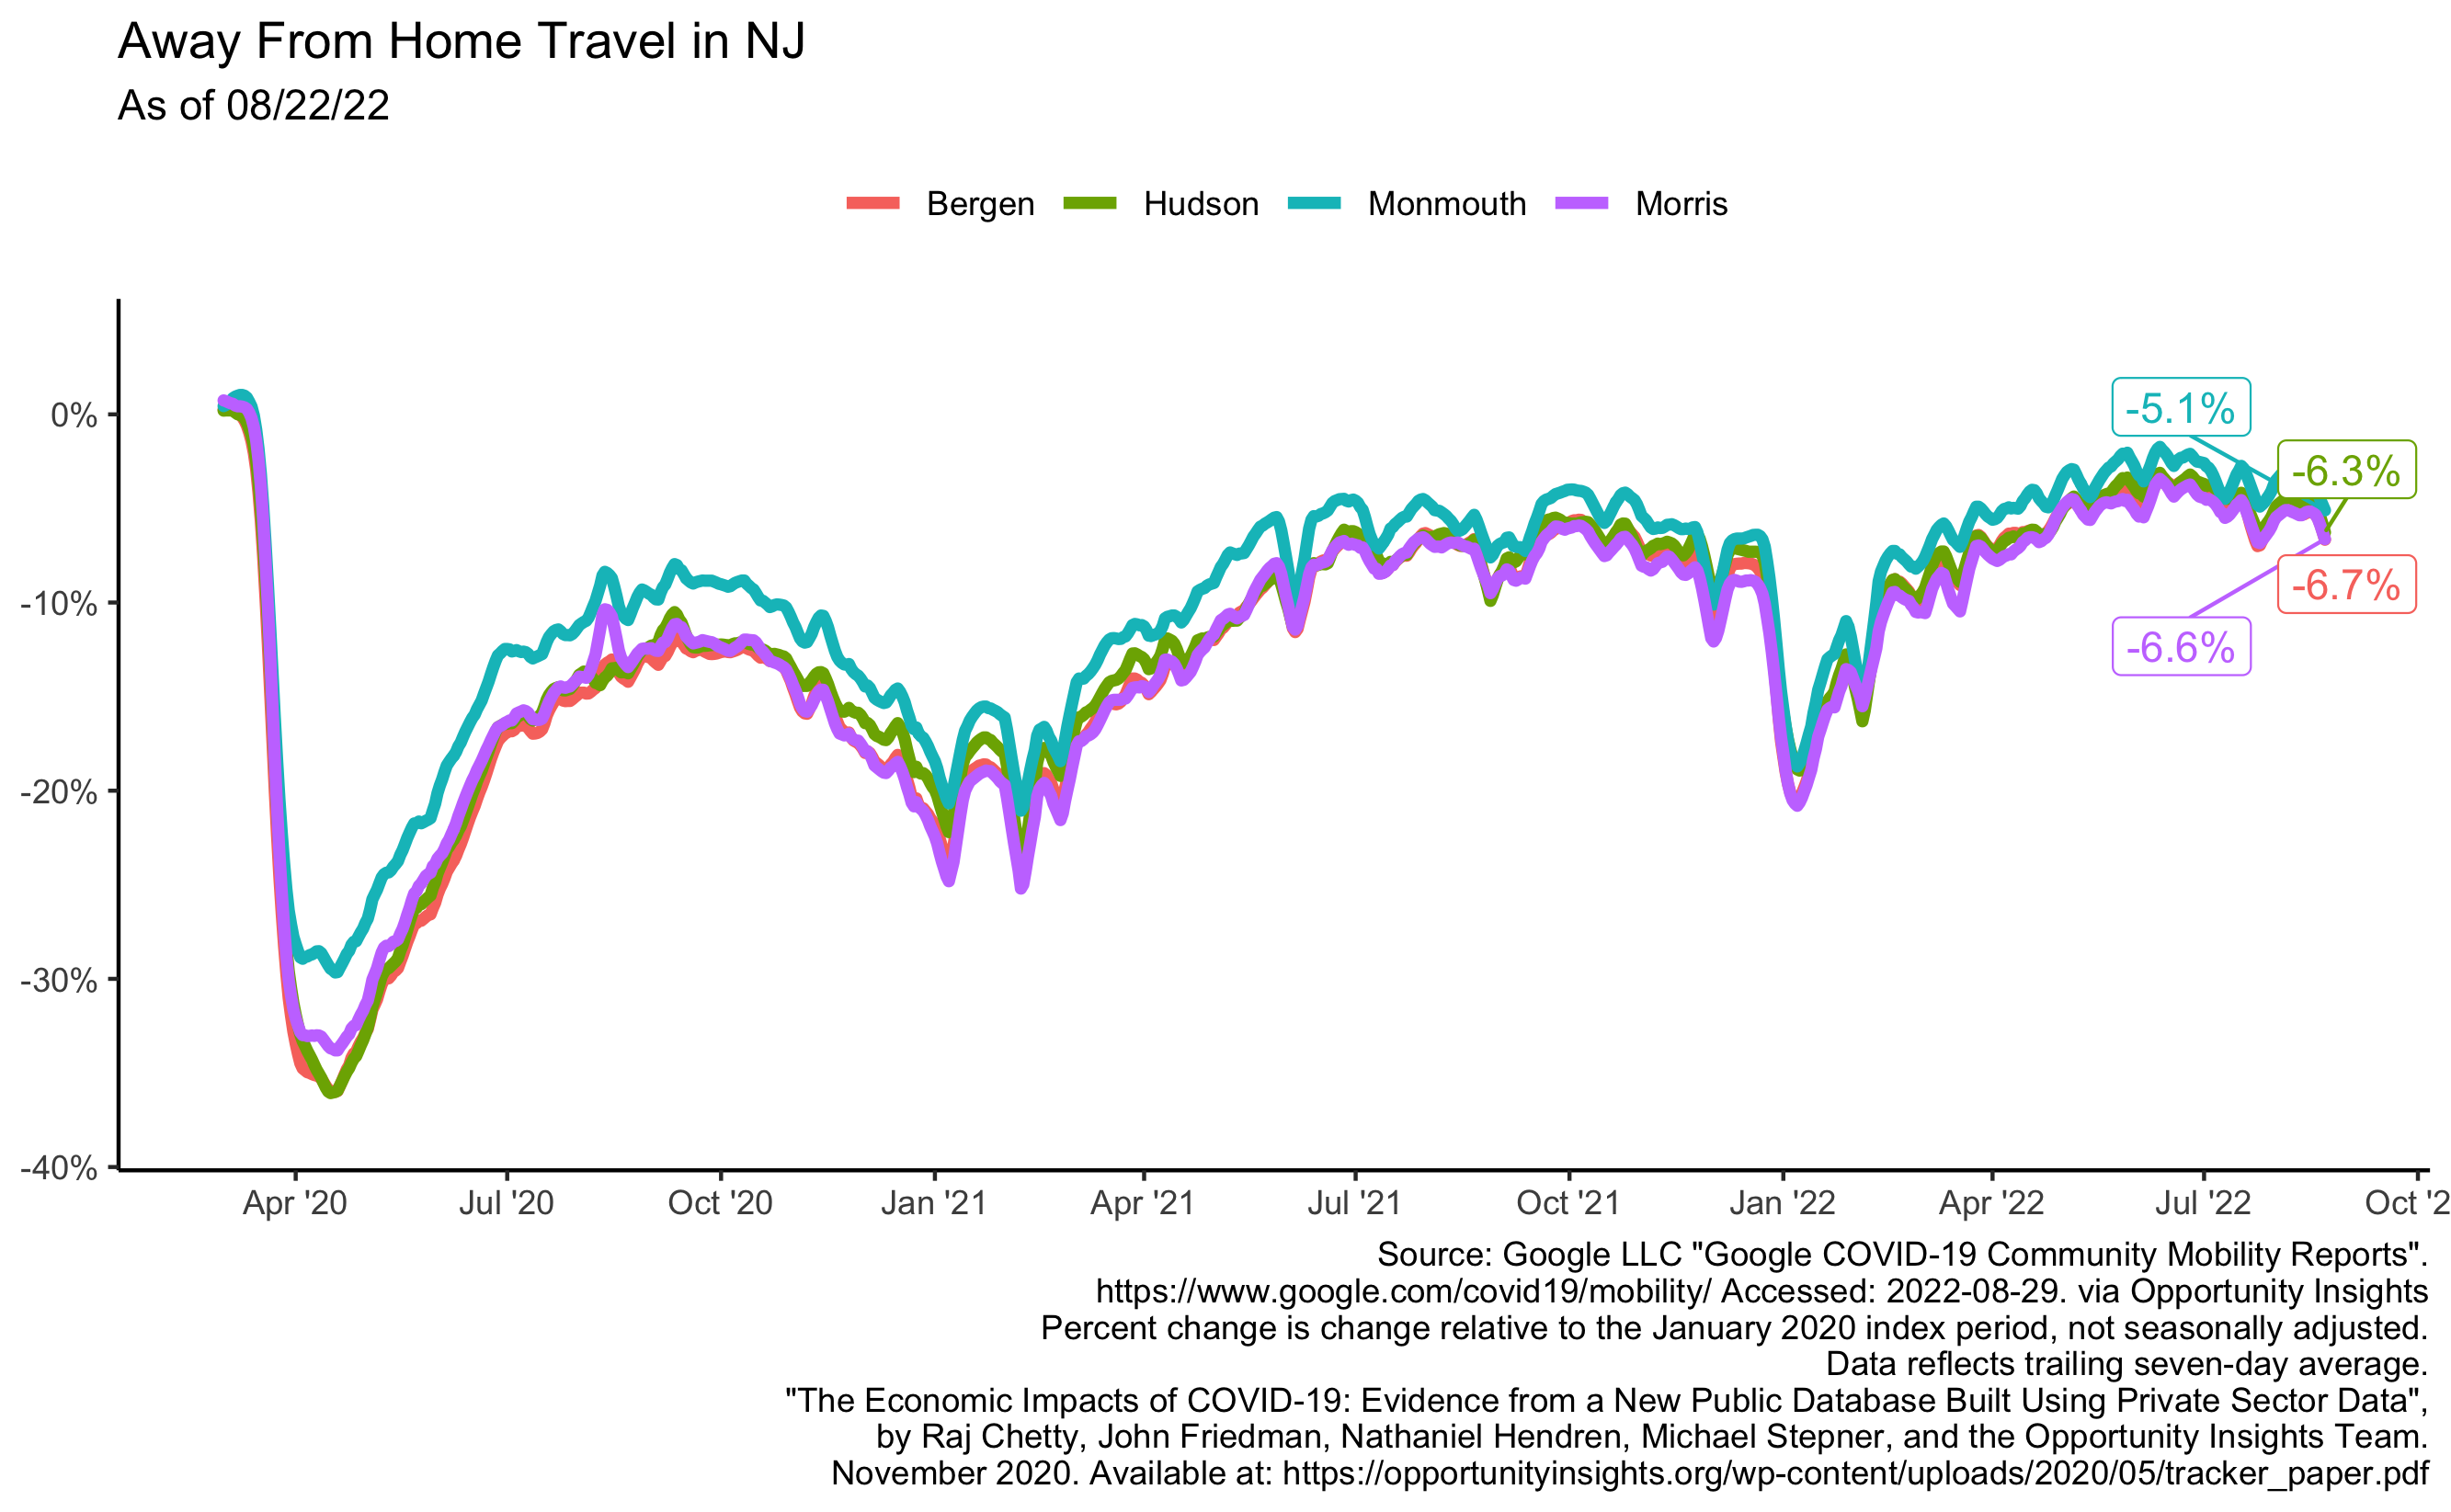 Away From Home Travel in NJ
As of 08/22/22
Bergen Hudson Monmouth Morris
0%
-10%
-20%
-30%
-40%
-5.1%
-6.3%
-6.7%
-6.6%
Apr '20 Jul '20 Oct '20 Jan '21 Apr '21 Jul '21 Oct '21 Jan '22 Apr '22 Jul '22 Oct '2
Source: Google LLC "Google COVID-19 Community Mobility Reports".
https://www.google.com/covid19/mobility/ Accessed: 2022-08-29. via Opportunity Insights
Percent change is change relative to the January 2020 index period, not seasonally adjusted.
Data reflects trailing seven-day average.
"The Economic Impacts of COVID-19: Evidence from a New Public Database Built Using Private Sector Data",
by Raj Chetty, John Friedman, Nathaniel Hendren, Michael Stepner, and the Opportunity Insights Team.
November 2020. Available at: https://opportunityinsights.org/wp-content/uploads/2020/05/tracker_paper.pdf